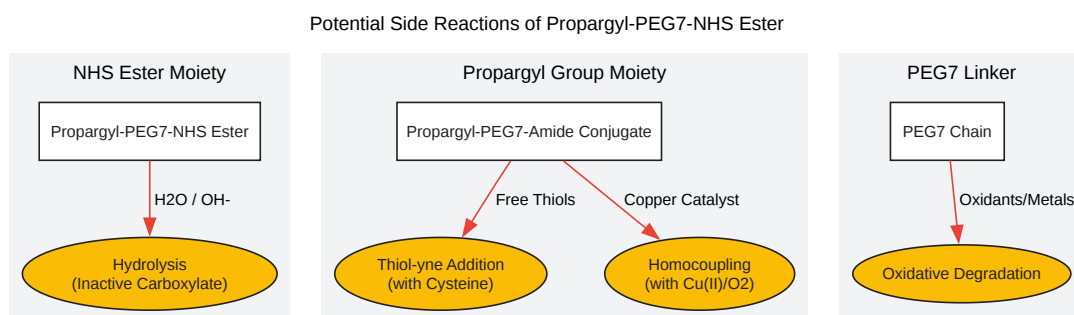 Potential Side Reactions of Propargyl-PEG7-NHS Ester
NHS Ester Moiety
Propargyl-PEG7-NHS Ester
H2O / OH-
Hydrolysis
(Inactive Carboxylate)
Propargyl Group Moiety
Propargyl-PEG7-Amide Conjugate
Free Thiols
Copper Catalyst
Thiol-yne Addition
(with Cysteine)
Homocoupling
(with Cu(II)/O2)
PEG7 Linker
PEG7 Chain
Oxidants/Metals
Oxidative Degradation